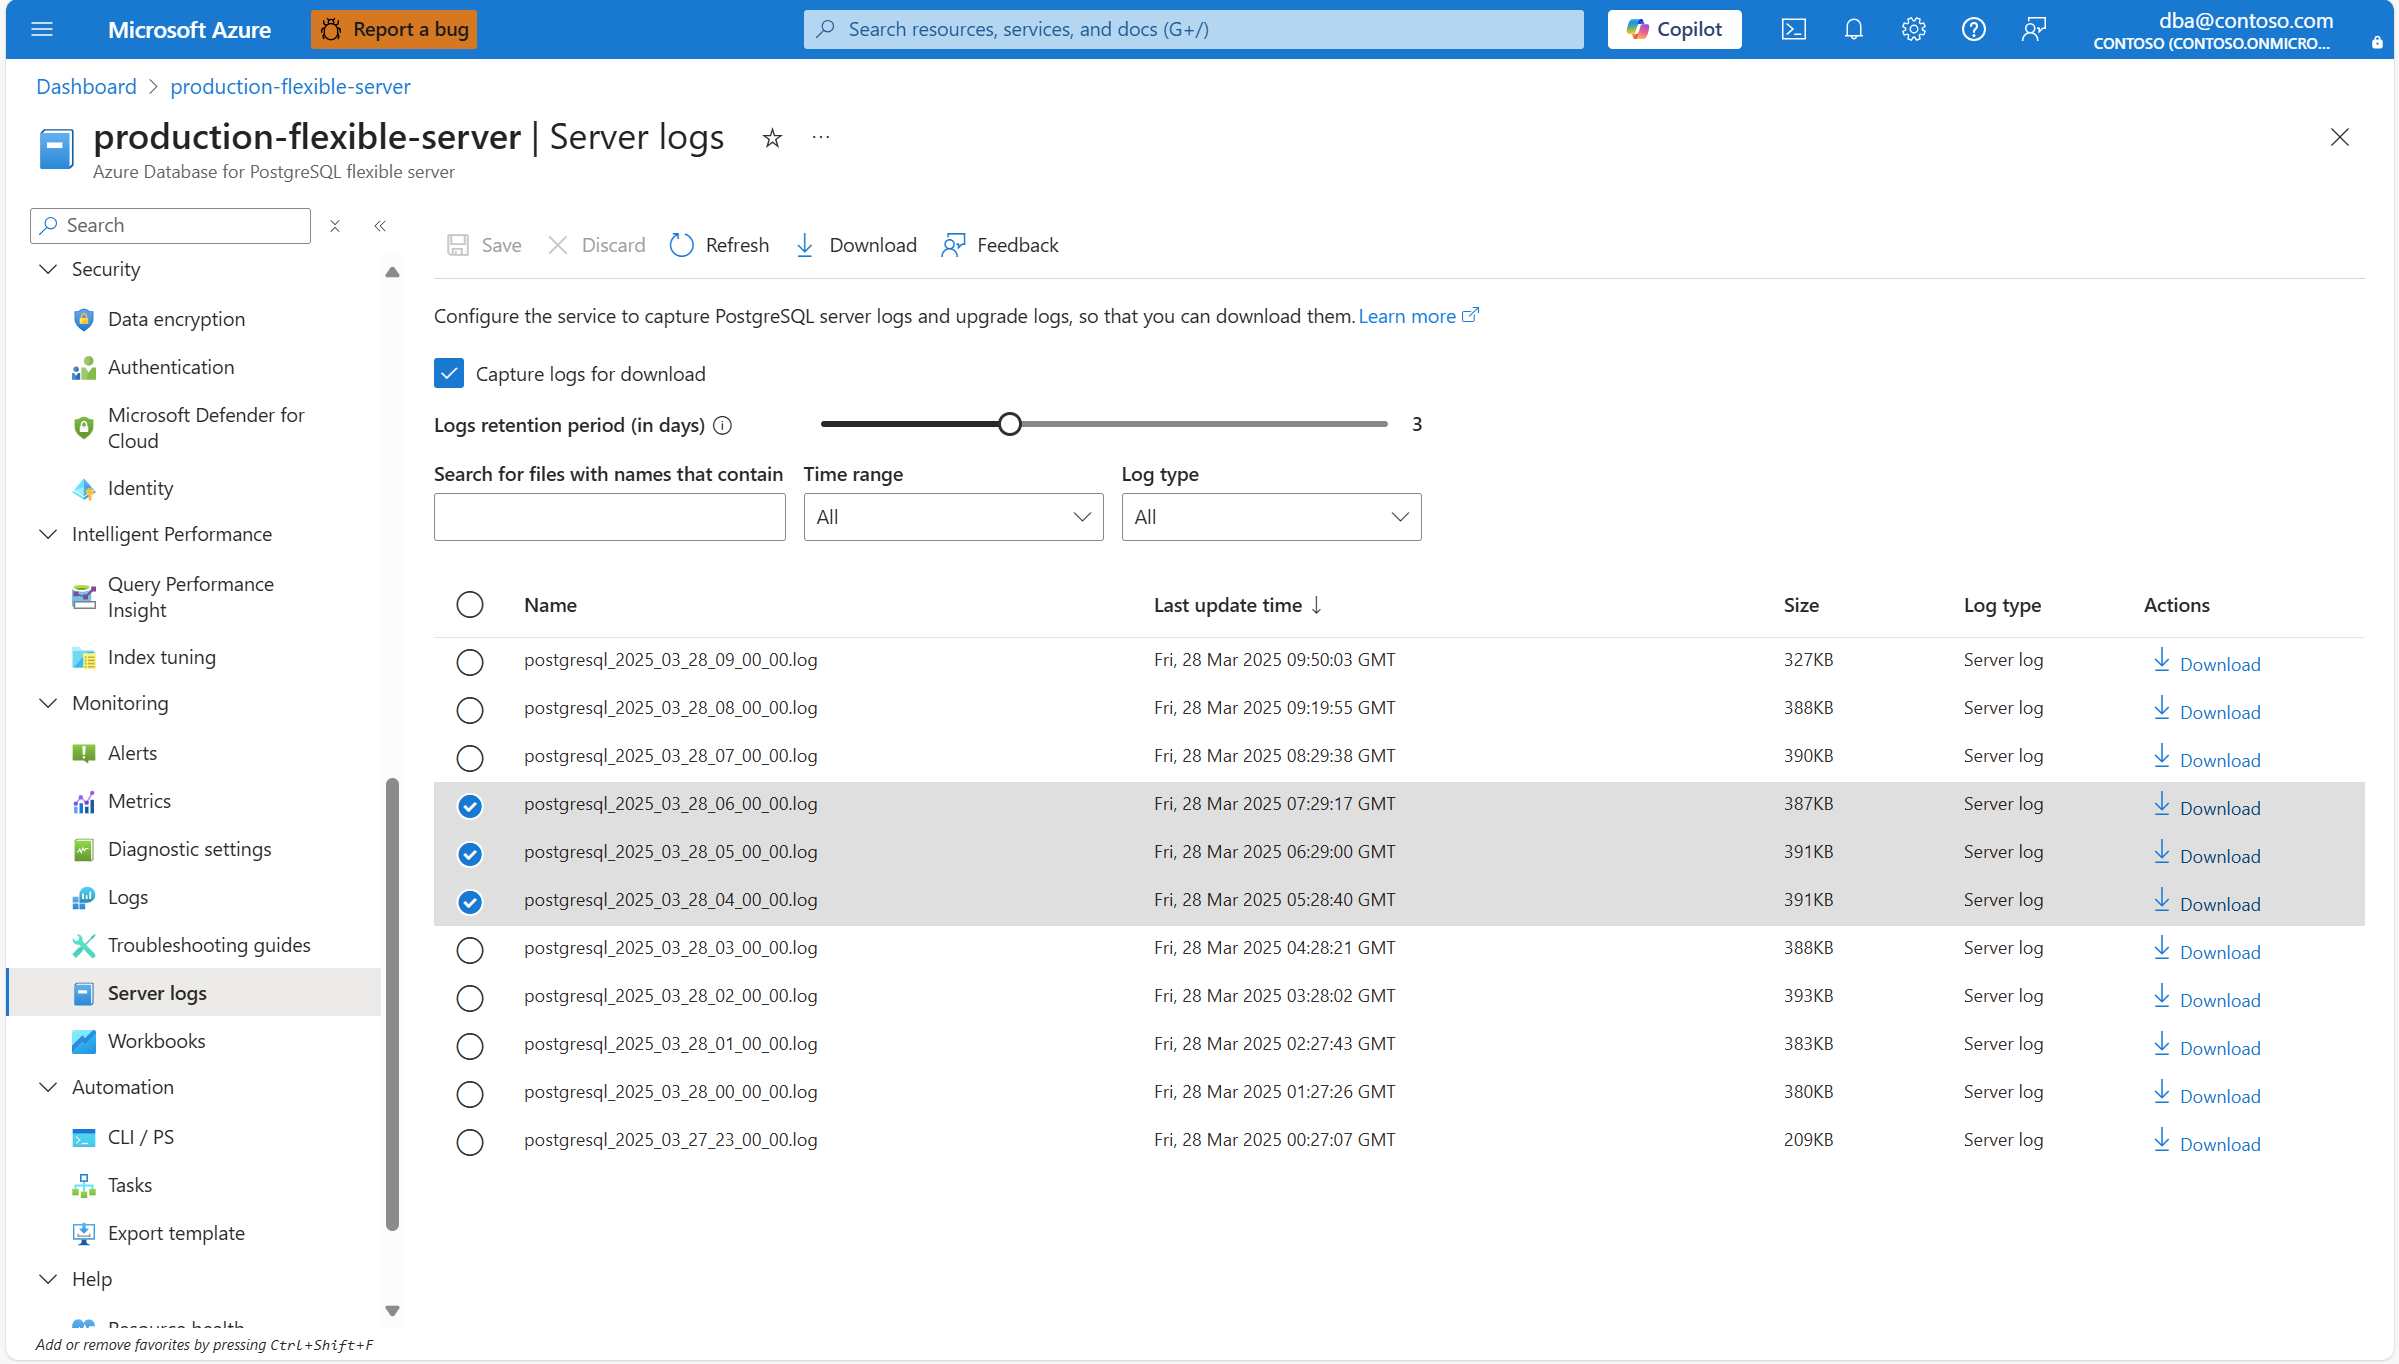 Microsoft Azure
Report a bug
Search resources, services, and docs (G+/)
Copilot
dba@contoso.com
CONTOSO (CONTOSO.ONMICRO...
Dashboard > production-flexible-server
production-flexible-server | Server logs
Azure Database for PostgreSQL flexible server
Search
Security
Data encryption
Authentication
Microsoft Defender for
Cloud
Identity
Intelligent Performance
Query Performance
Insight
Index tuning
Monitoring
Alerts
Metrics
Diagnostic settings
Logs
Troubleshooting guides
Server logs
Workbooks
Automation
CLI / PS
Tasks
Export template
Help
Resource health
Add or remove favorites by pressing Ctrl+Shift+F
Save Discard Refresh Download Feedback
Configure the service to capture PostgreSQL server logs and upgrade logs, so that you can download them. Learn more
Capture logs for download
Logs retention period (in days) 3
Search for files with names that contain Time range Log type
All All
Name Last update time ↓ Size Log type Actions
postgresql_2025_03_28_09_00_00.log Fri, 28 Mar 2025 09:50:03 GMT 327KB Server log Download
postgresql_2025_03_28_08_00_00.log Fri, 28 Mar 2025 09:19:55 GMT 388KB Server log Download
postgresql_2025_03_28_07_00_00.log Fri, 28 Mar 2025 08:29:38 GMT 390KB Server log Download
postgresql_2025_03_28_06_00_00.log Fri, 28 Mar 2025 07:29:17 GMT 387KB Server log Download
postgresql_2025_03_28_05_00_00.log Fri, 28 Mar 2025 06:29:00 GMT 391KB Server log Download
postgresql_2025_03_28_04_00_00.log Fri, 28 Mar 2025 05:28:40 GMT 391KB Server log Download
postgresql_2025_03_28_03_00_00.log Fri, 28 Mar 2025 04:28:21 GMT 388KB Server log Download
postgresql_2025_03_28_02_00_00.log Fri, 28 Mar 2025 03:28:02 GMT 393KB Server log Download
postgresql_2025_03_28_01_00_00.log Fri, 28 Mar 2025 02:27:43 GMT 383KB Server log Download
postgresql_2025_03_28_00_00_00.log Fri, 28 Mar 2025 01:27:26 GMT 380KB Server log Download
postgresql_2025_03_27_23_00_00.log Fri, 28 Mar 2025 00:27:07 GMT 209KB Server log Download